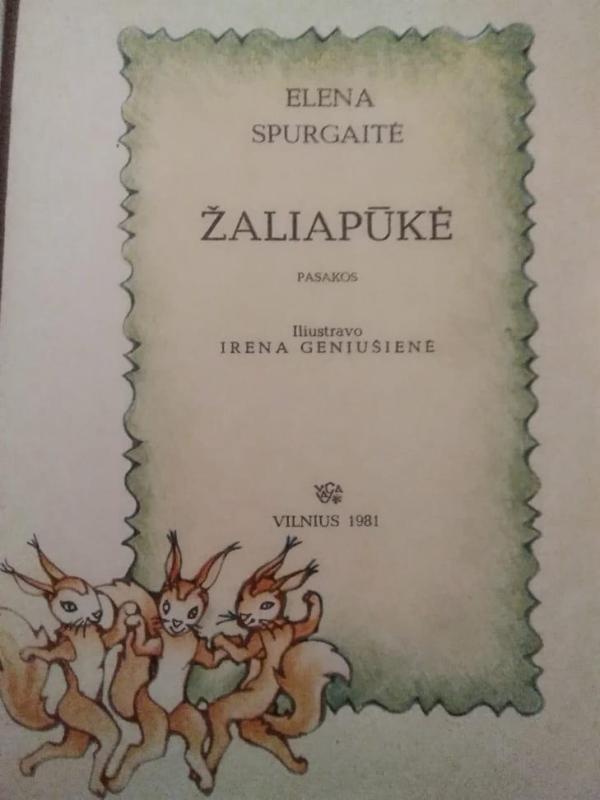 ELENA
SPURGAITĖ
ŽALIAPŪKĖ
PASAKOS
Iliustravo
IRENA GENIUŠIENĖ
VILNIUS 1981